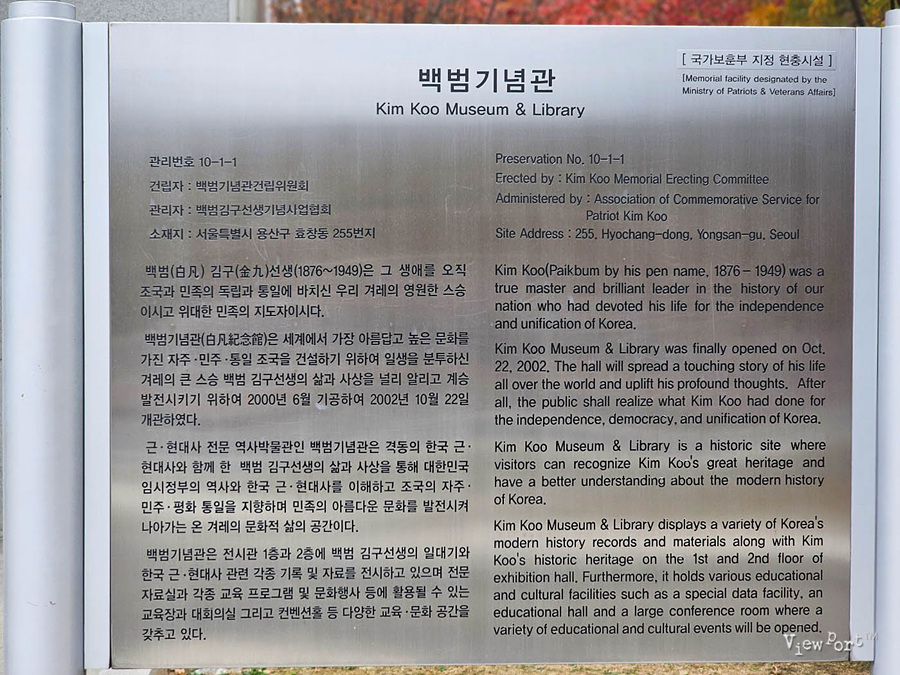 [ 국가보훈부 지정 현충시설 ]
[Memorial facility designated by the
Ministry of Patriots & Veterans Affairs]
백범기념관
Kim Koo Museum & Library
관리번호 10-1-1
건립자 : 백범기념관건립위원회
관리자 : 백범김구선생기념사업협회
소재지 : 서울특별시 용산구 효창동 255번지
백범(白凡) 김구(金九)선생(1876~1949)은 그 생애를 오직
조국과 민족의 독립과 통일에 바치신 우리 겨레의 영원한 스승
이시고 위대한 민족의 지도자이시다.
백범기념관(白凡紀念館)은 세계에서 가장 아름답고 높은 문화를
가진 자주·민주·통일 조국을 건설하기 위하여 일생을 분투하신
겨레의 큰 스승 백범 김구선생의 삶과 사상을 널리 알리고 계승
발전시키기 위하여 2000년 6월 기공하여 2002년 10월 22일
개관하였다.
근·현대사 전문 역사박물관인 백범기념관은 격동의 한국 근·
현대사와 함께 한 백범 김구선생의 삶과 사상을 통해 대한민국
임시정부의 역사와 한국 근·현대사를 이해하고 조국의 자주·
민주·평화 통일을 지향하며 민족의 아름다운 문화를 발전시켜
나아가는 온 겨레의 문화적 삶의 공간이다.
백범기념관은 전시관 1층과 2층에 백범 김구선생의 일대기와
한국 근·현대사 관련 각종 기록 및 자료를 전시하고 있으며 전문
자료실과 각종 교육 프로그램 및 문화행사 등에 활용될 수 있는
교육장과 대회의실 그리고 컨벤션홀 등 다양한 교육·문화 공간을
갖추고 있다.
Preservation No. 10-1-1
Erected by : Kim Koo Memorial Erecting Committee
Administered by : Association of Commemorative Service for
Patriot Kim Koo
Site Address : 255, Hyochang-dong, Yongsan-gu, Seoul
Kim Koo(Paikbum by his pen name, 1876 - 1949) was a
true master and brilliant leader in the history of our
nation who had devoted his life for the independence
and unification of Korea.
Kim Koo Museum & Library was finally opened on Oct.
22, 2002. The hall will spread a touching story of his life
all over the world and uplift his profound thoughts. After
all, the public shall realize what Kim Koo had done for
the independence, democracy, and unification of Korea.
Kim Koo Museum & Library is a historic site where
visitors can recognize Kim Koo's great heritage and
have a better understanding about the modern history
of Korea.
Kim Koo Museum & Library displays a variety of Korea's
modern history records and materials along with Kim
Koo's historic heritage on the 1st and 2nd floor of
exhibition hall. Furthermore, it holds various educational
and cultural facilities such as a special data facility, an
educational hall and a large conference room where a
variety of educational and cultural events will be opened.
ViewPort™